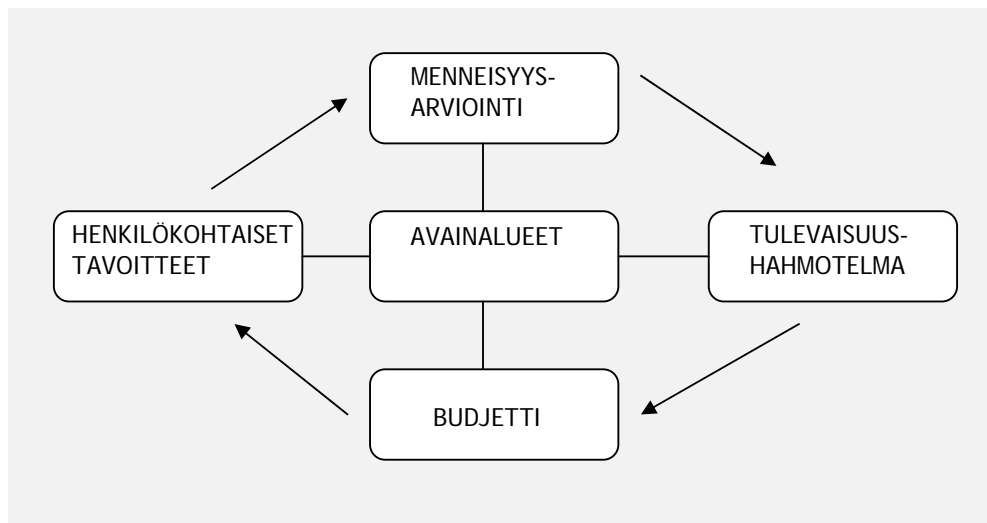 MENNEISYYS-
ARVIOINTI
HENKILÖKOHTAISET
TAVOITTEET
AVAINALUEET
TULEVAISUUS-
HAHMOTELMA
BUDJETTI